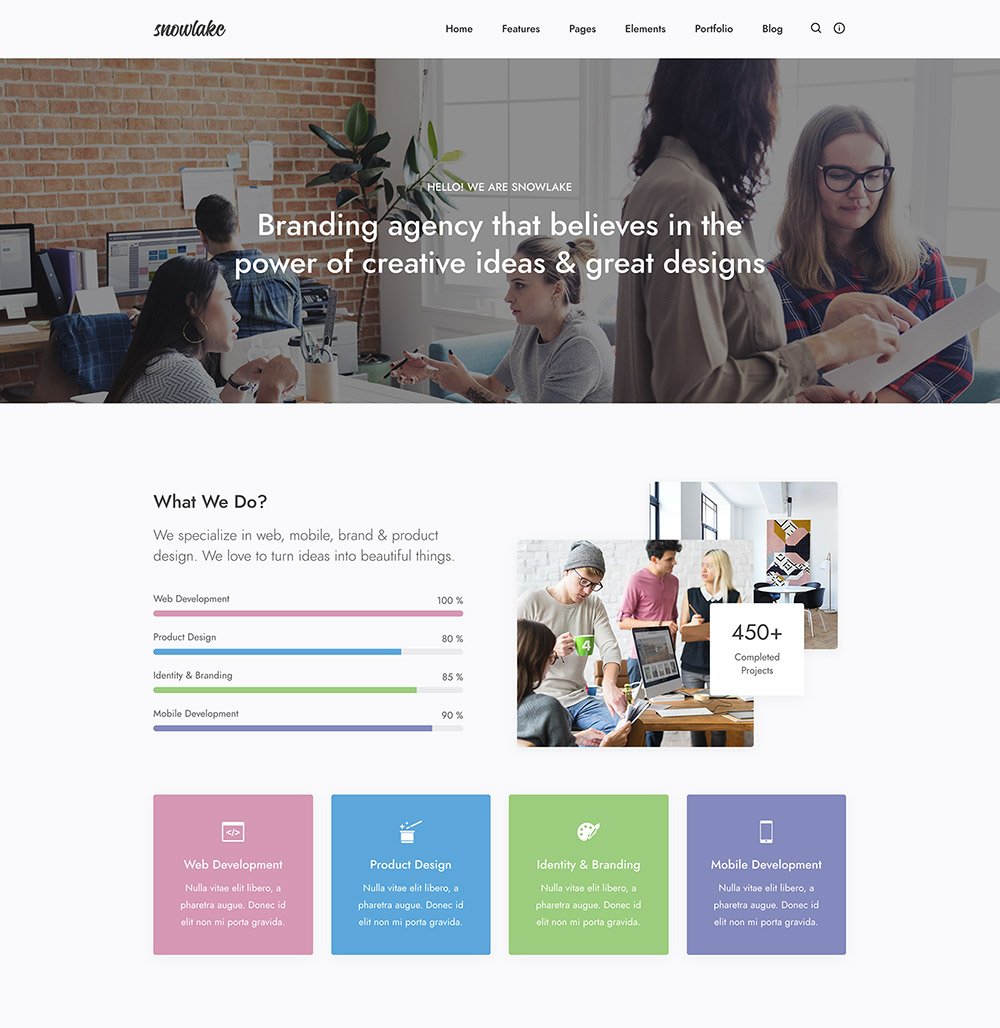 snowlake
Home Features Pages Elements Portfolio Blog
HELLO! WE ARE SNOWLAKE
Branding agency that believes in the
power of creative ideas & great designs
What We Do?
We specialize in web, mobile, brand & product
design. We love to turn ideas into beautiful things.
Web Development 100 %
Product Design 80 %
Identity & Branding 85 %
Mobile Development 90 %
4
450+
Completed
Projects
</>
Web Development
Nulla vitae elit libero, a
pharetra augue. Donec id
elit non mi porta gravida.
Product Design
Nulla vitae elit libero, a
pharetra augue. Donec id
elit non mi porta gravida.
Identity & Branding
Nulla vitae elit libero, a
pharetra augue. Donec id
elit non mi porta gravida.
Mobile Development
Nulla vitae elit libero, a
pharetra augue. Donec id
elit non mi porta gravida.